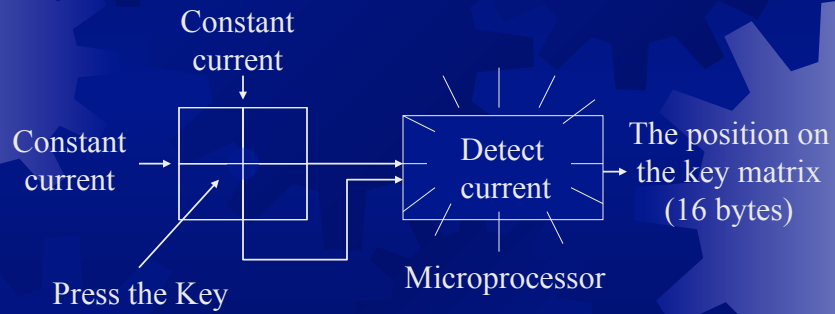 Constant
current
Constant
current
Press the Key
Detect
current
Microprocessor
The position on
the key matrix
(16 bytes)